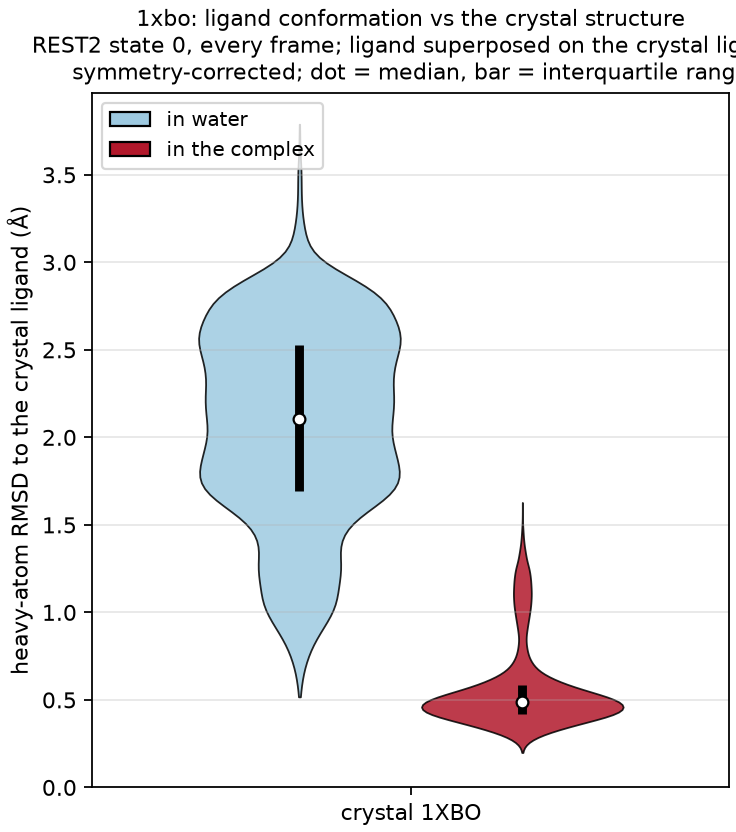 1xbo: ligand conformation vs the crystal structure
REST2 state 0, every frame; ligand superposed on the crystal lig
symmetry-corrected; dot = median, bar = interquartile rang
in water
in the complex
heavy-atom RMSD to the crystal ligand (Å)
3.5
3.0
2.5
2.0
1.5
1.0
0.5
0.0
crystal 1XBO